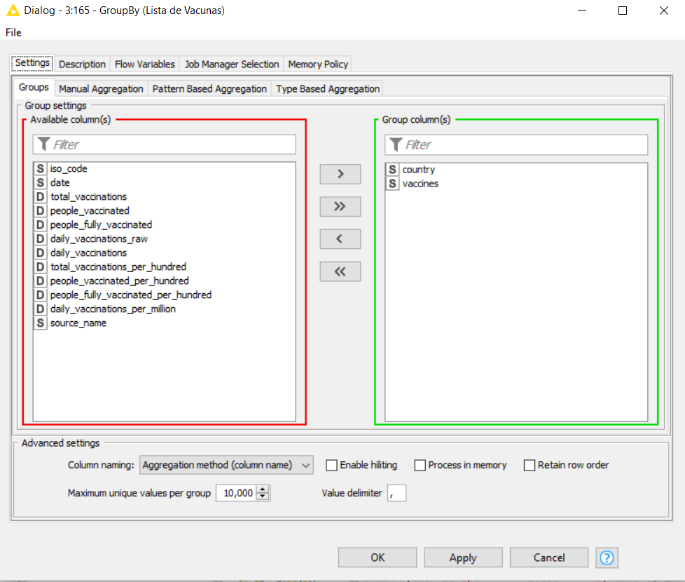 Dialog - 3:165 - GroupBy (Lista de Vacunas)
File
Settings Description Flow Variables Job Manager Selection Memory Policy
Groups Manual Aggregation Pattern Based Aggregation Type Based Aggregation
Group settings
Available column(s)
Filter
S iso_code
S date
D total_vaccinations
D people_vaccinated
D people_fully_vaccinated
D daily_vaccinations_raw
D daily_vaccinations
D total_vaccinations_per_hundred
D people_vaccinated_per_hundred
D people_fully_vaccinated_per_hundred
D daily_vaccinations_per_million
S source_name
>
>>
<
<<
Group column(s)
Filter
S country
S vaccines
Advanced settings
Column naming: Aggregation method (column name) Enable hiliting Process in memory Retain row order
Maximum unique values per group 10,000 Value delimiter ,
OK Apply Cancel ?